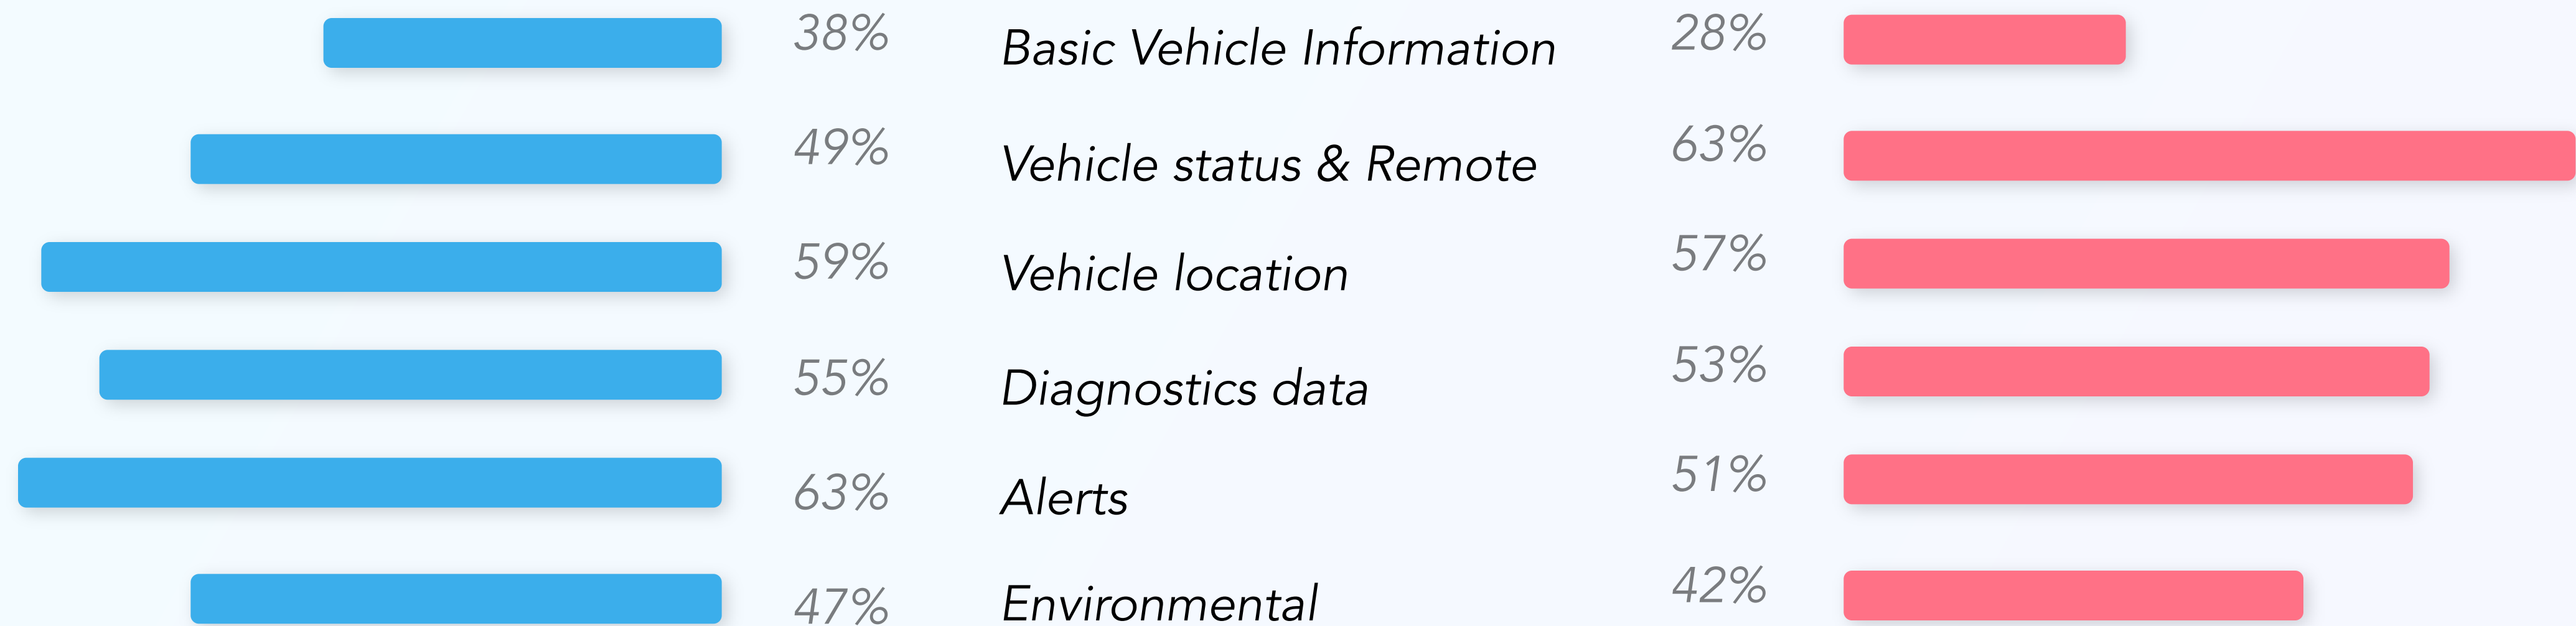 38% Basic Vehicle Information 28%
49% Vehicle status & Remote 63%
59% Vehicle location 57%
55% Diagnostics data 53%
63% Alerts 51%
47% Environmental 42%